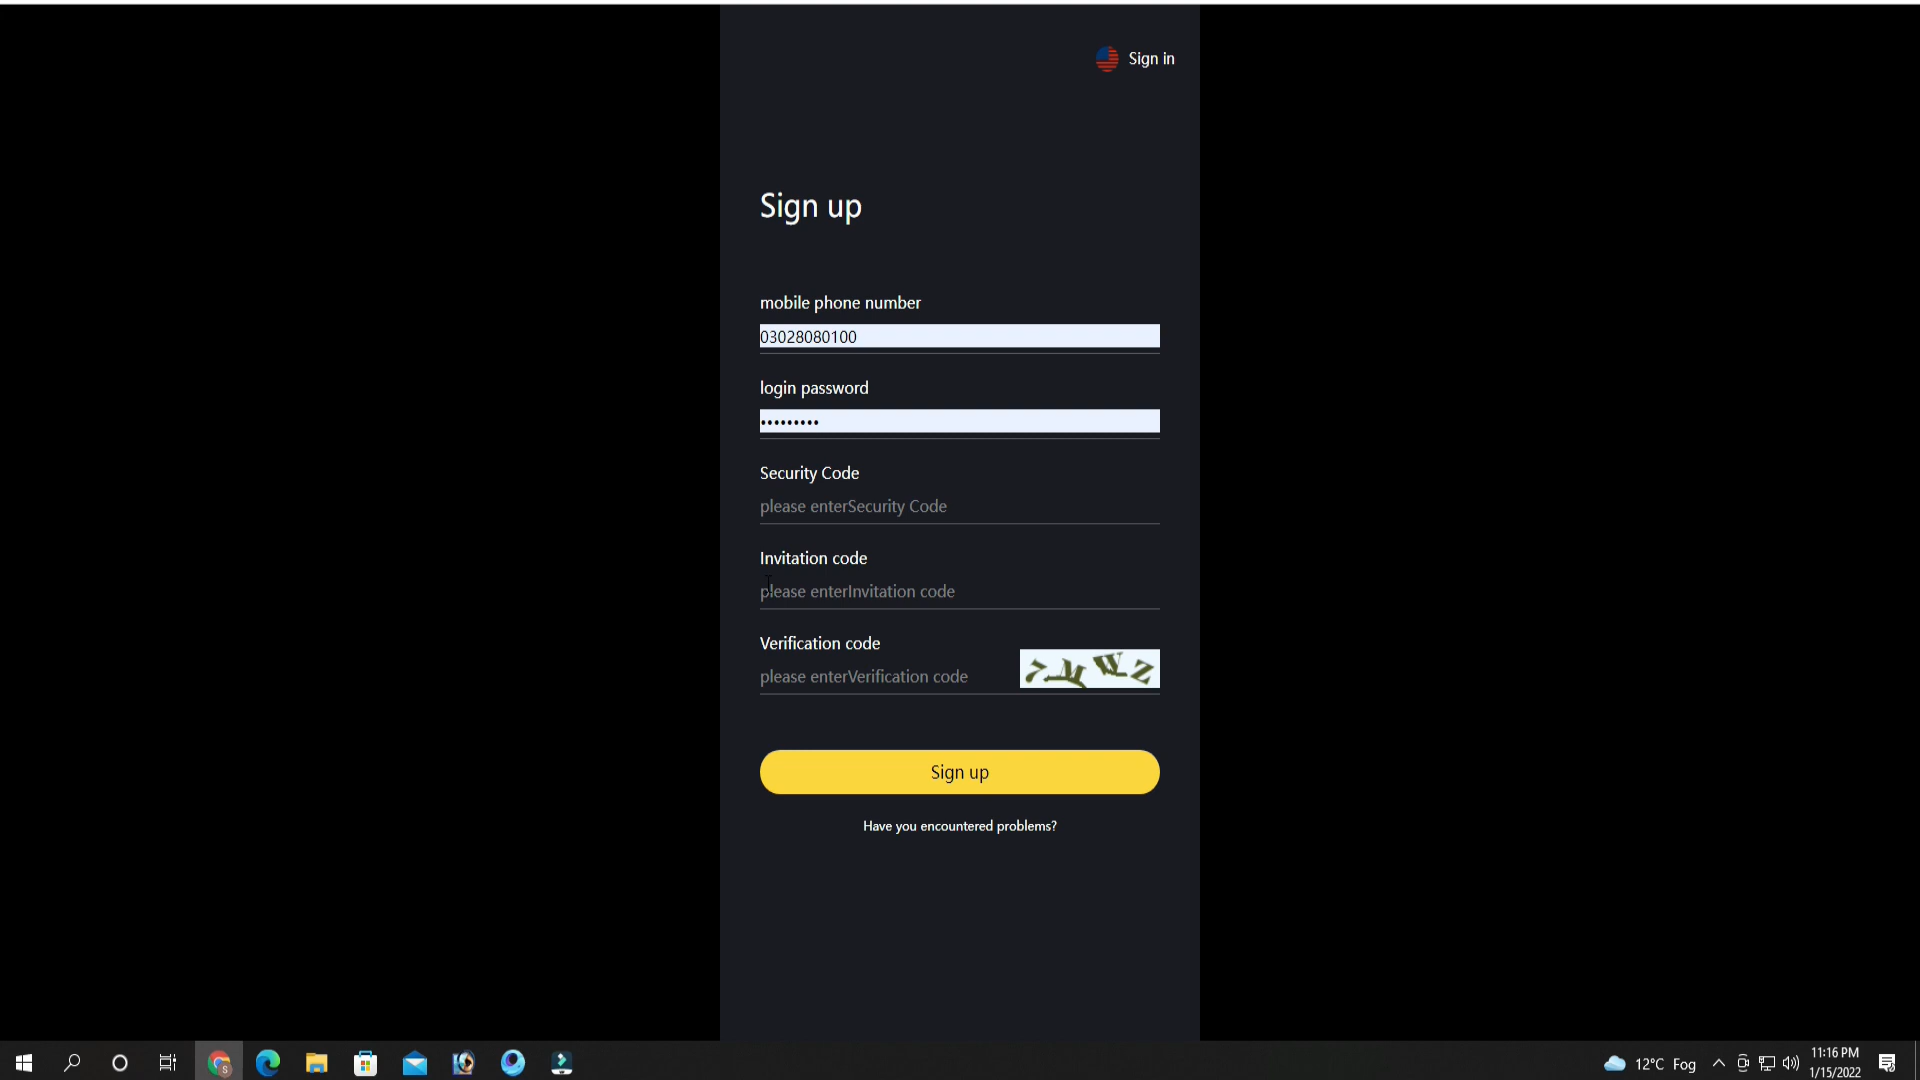 Sign in
Sign up
mobile phone number
03028080100
login password
•••••••••
Security Code
please enterSecurity Code
Invitation code
please enterInvitation code
Verification code
please enterVerification code
7MWZ
Sign up
Have you encountered problems?
12°C Fog
11:16 PM
1/15/2022